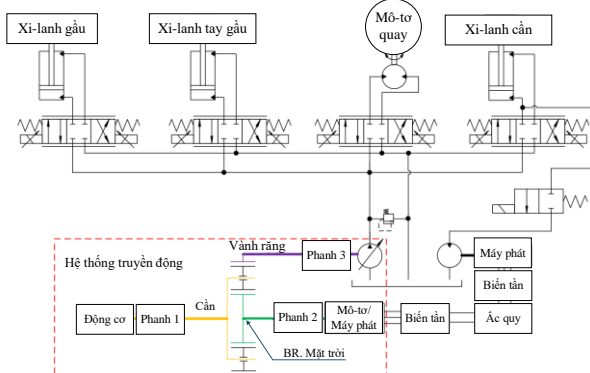 Xi-lanh gầu
Xi-lanh tay gầu
Mô-tơ
quay
Xi-lanh cần
Vành răng
Phanh 3
Hệ thống truyền động
Máy phát
Biến tần
Cần
Động cơ
Phanh 1
Phanh 2
Mô-tơ/
Máy phát
Biến tần
Ắc quy
BR. Mặt trời